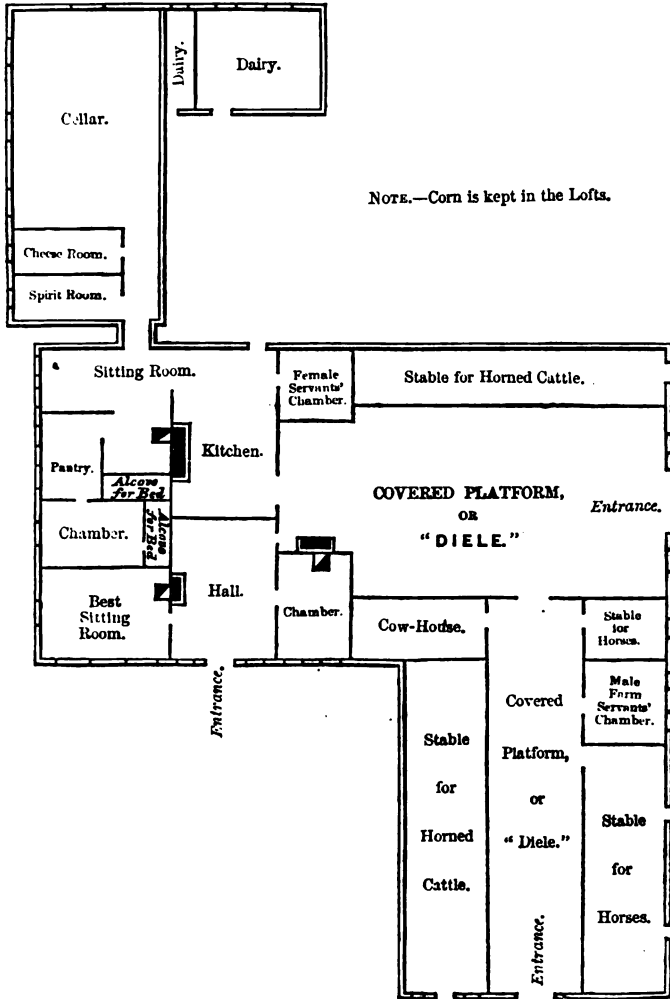 Dairy.
Dairy.
Cellar.
NOTE.—Corn is kept in the Lofts.
Cheese Room.
Spirit Room.
Sitting Room.
Female
Servants'
Chamber.
Stable for Horned Cattle.
Kitchen.
Pantry.
Alcove
for Bed
COVERED PLATFORM,
OR
"DIELE."
Entrance.
Chamber.
Alcove
for Bed
Best
Sitting
Room.
Hall.
Chamber.
Cow-House.
Stable
for
Horses.
Entrance.
Male
Farm
Servants'
Chamber.
Covered
Platform,
or
"Diele."
Stable
for
Horned
Cattle.
Stable
for
Horses.
Entrance.